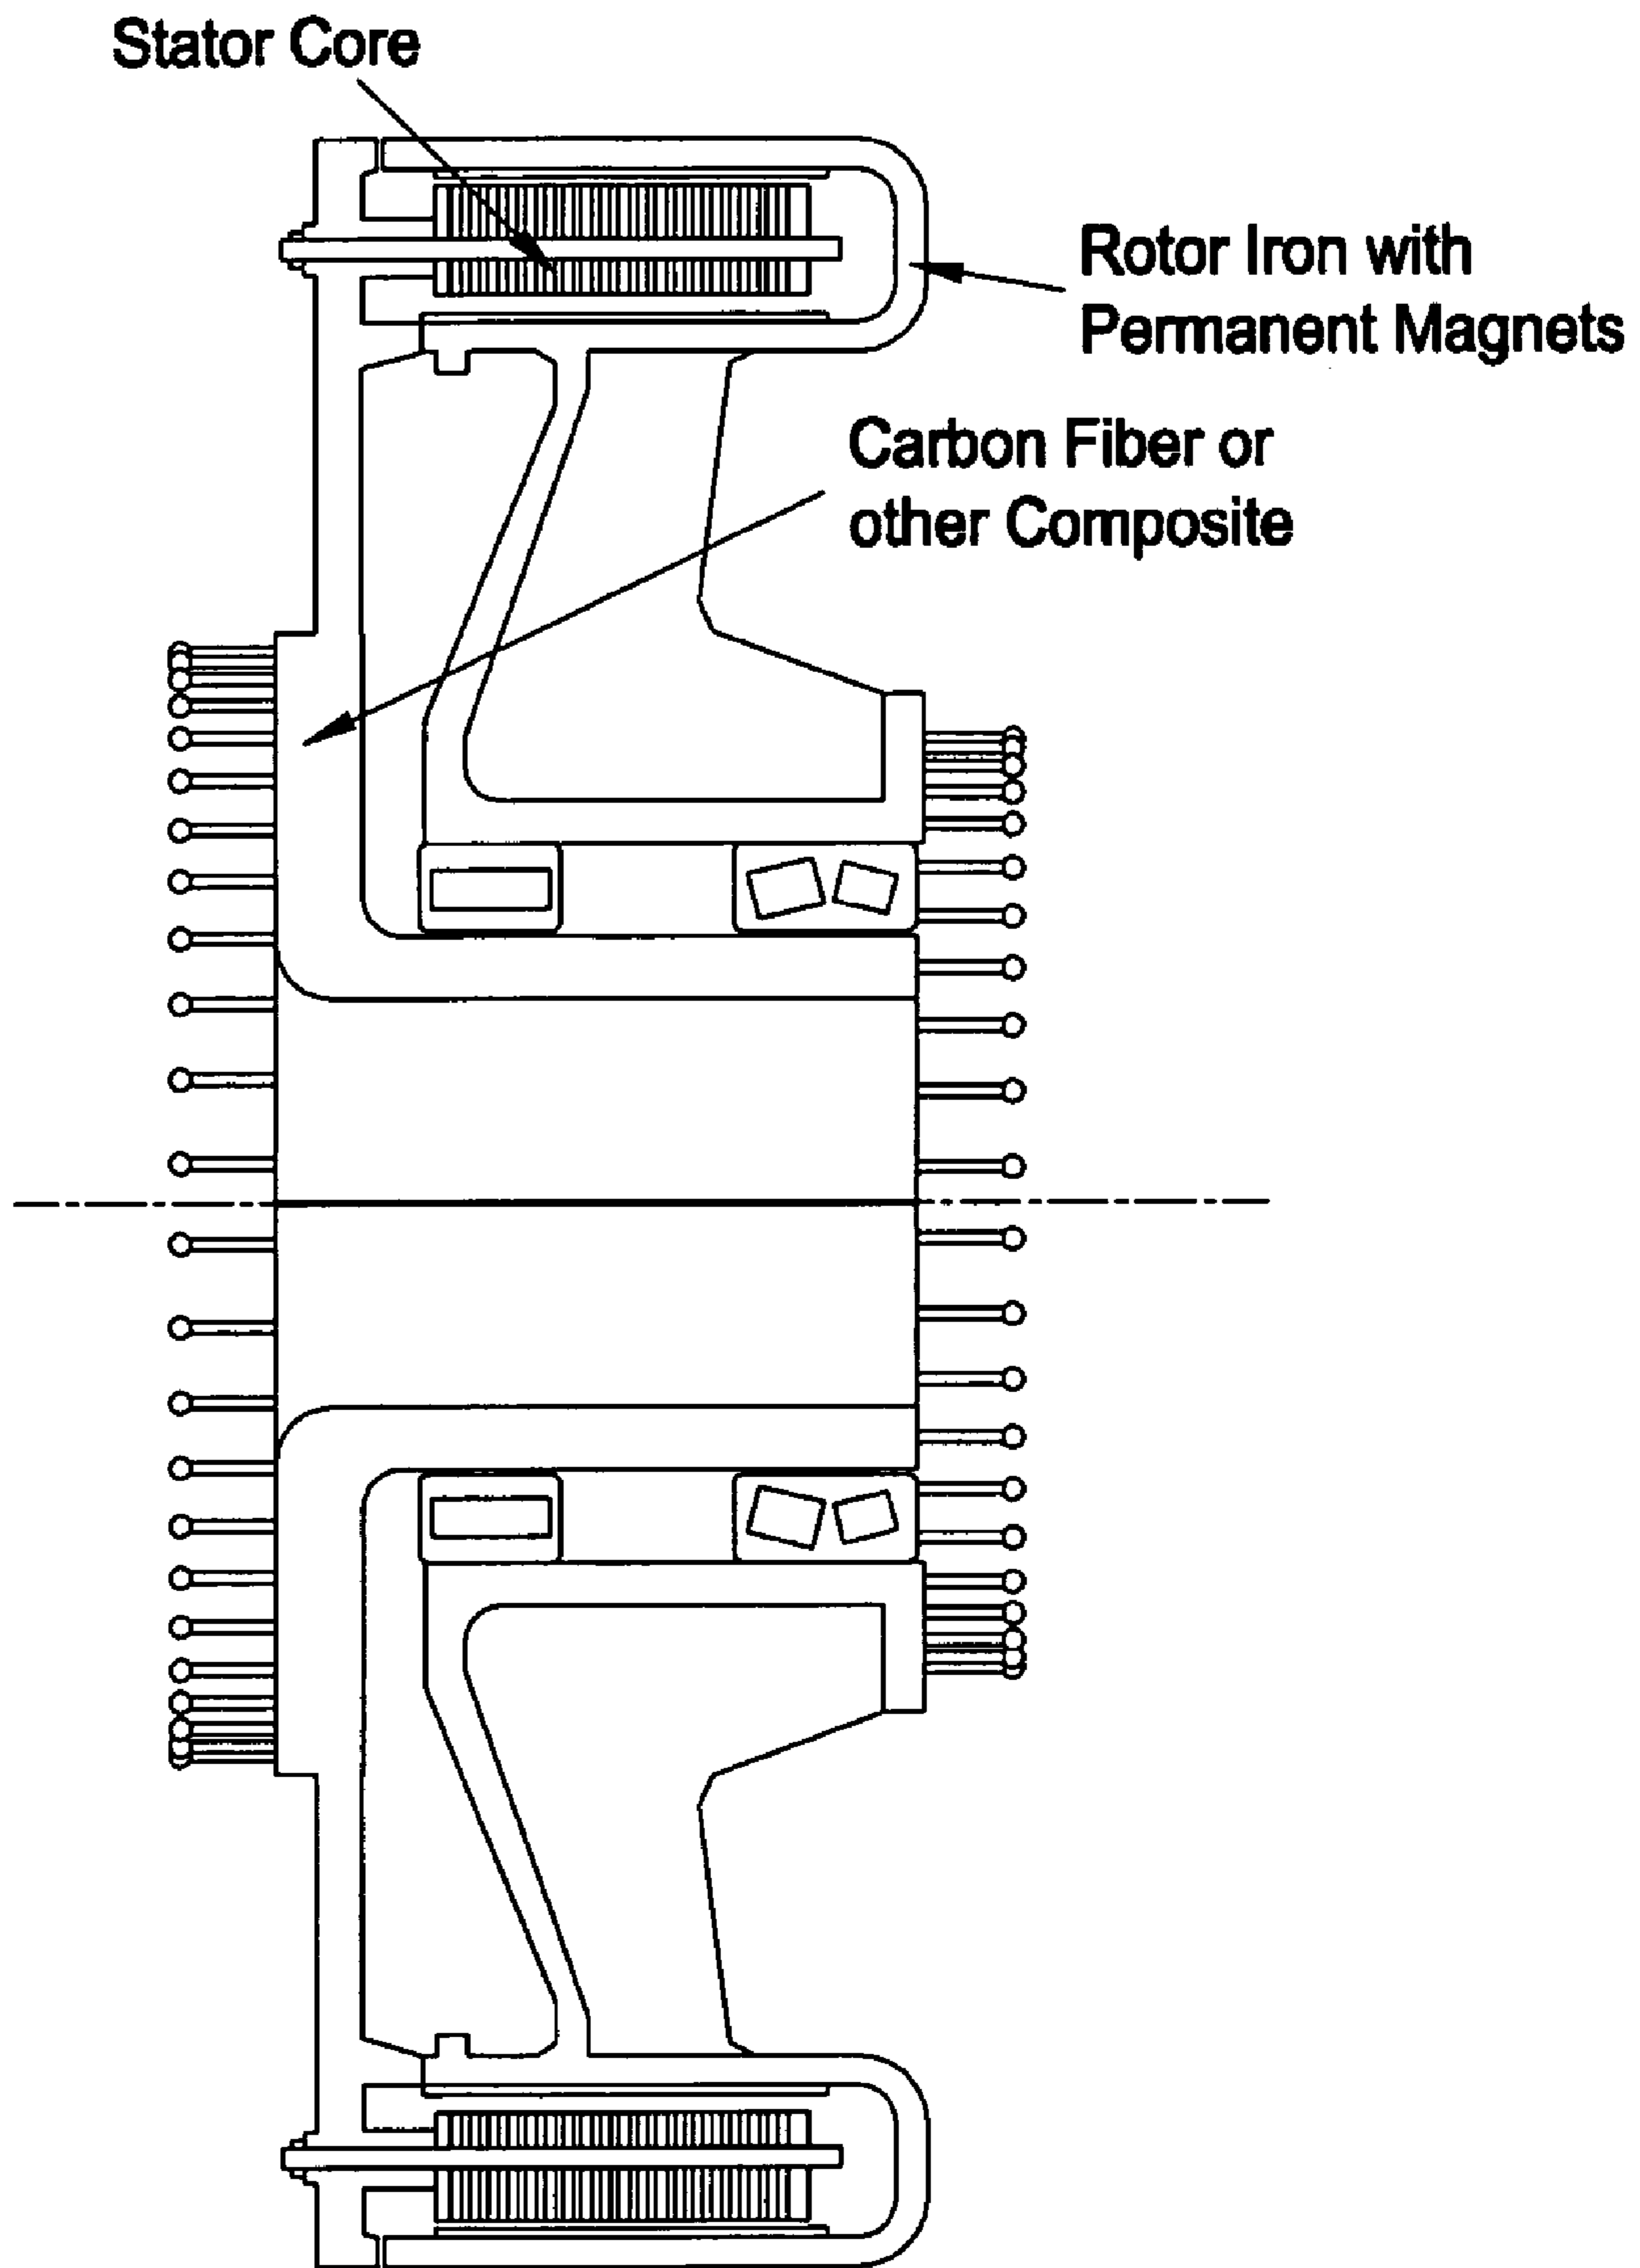 Stator Core
Rotor Iron with
Permanent Magnets
Carbon Fiber or
other Composite